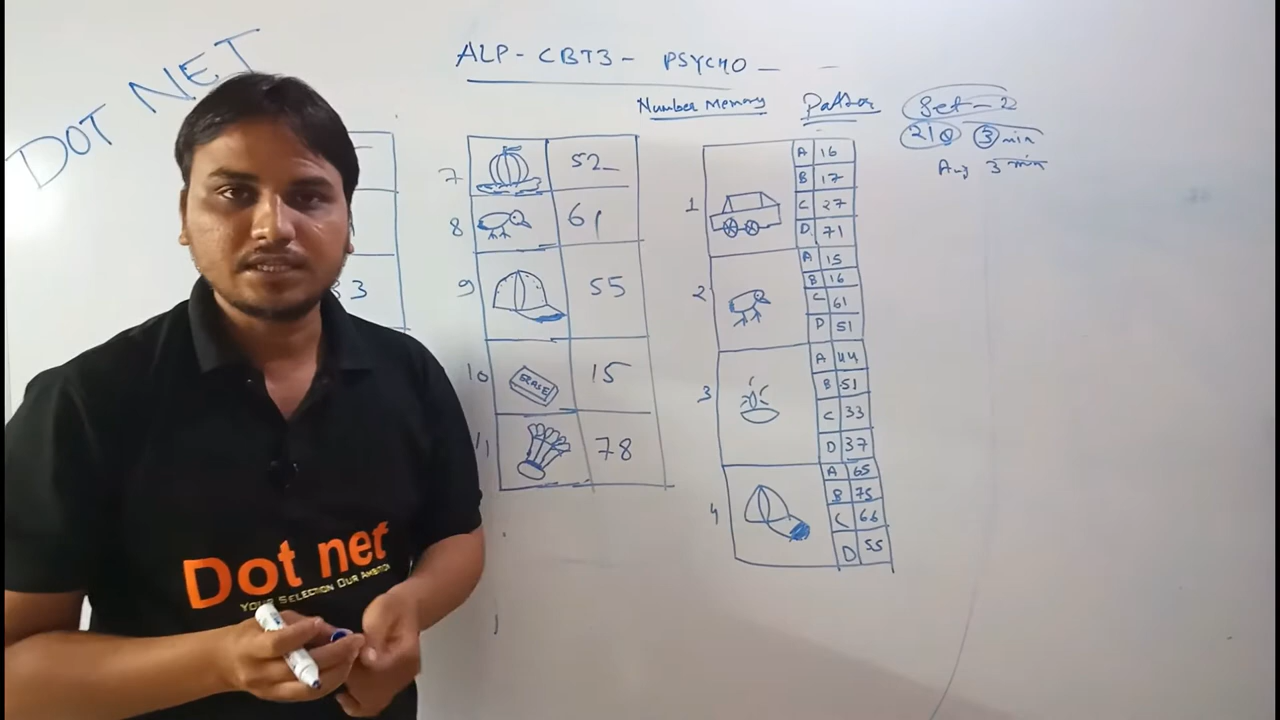 DOT NET
ALP - CBT3 - PSYCHO
Number Memory
Set - 2
21Q 3 min
3 min
7 52
8 61
9 55
10 ERASE 15
11 78
83
1
A 16
B 17
C 27
D 71
2
A 15
B 16
C 61
D 51
3
A 44
B 51
C 33
D 37
4
A 65
B 75
C 66
D 55
Dot net
YOUR SELECTION OUR AMBITION